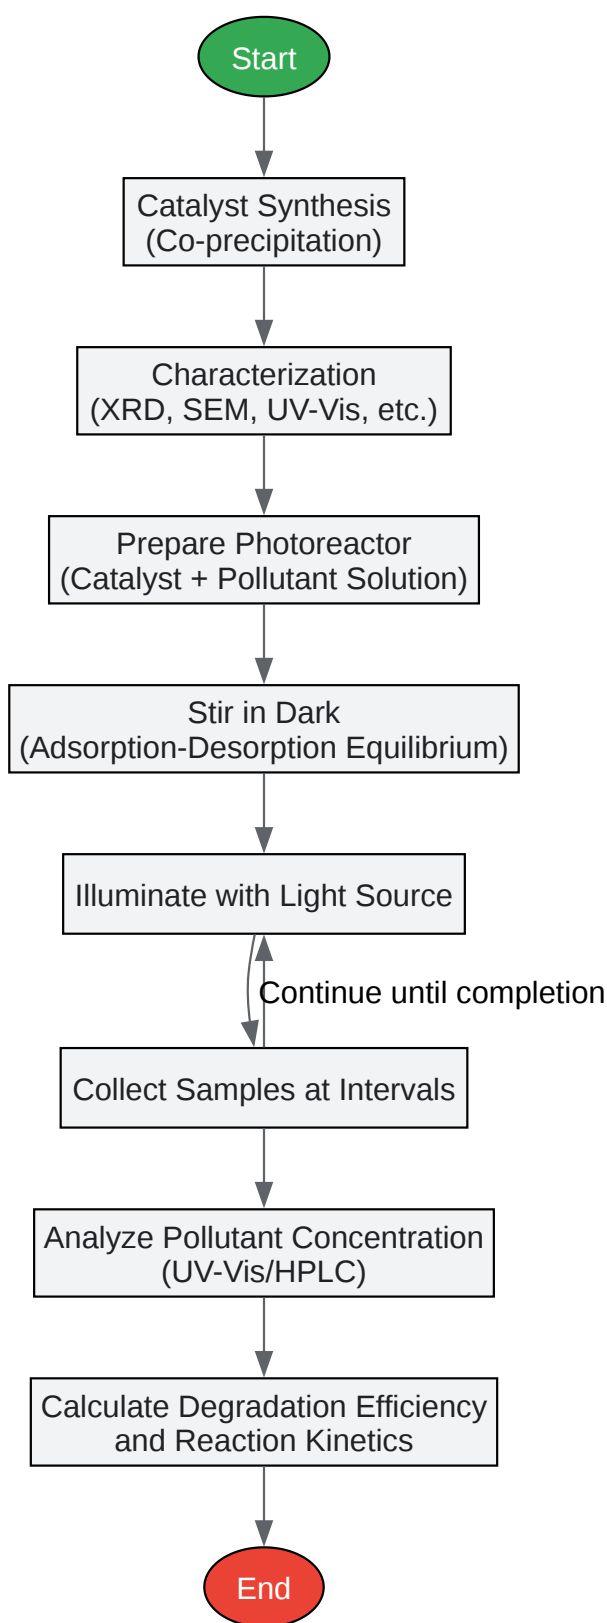 Start
Catalyst Synthesis
(Co-precipitation)
Characterization
(XRD, SEM, UV-Vis, etc.)
Prepare Photoreactor
(Catalyst + Pollutant Solution)
Stir in Dark
(Adsorption-Desorption Equilibrium)
Illuminate with Light Source
Continue until completion
Collect Samples at Intervals
Analyze Pollutant Concentration
(UV-Vis/HPLC)
Calculate Degradation Efficiency
and Reaction Kinetics
End